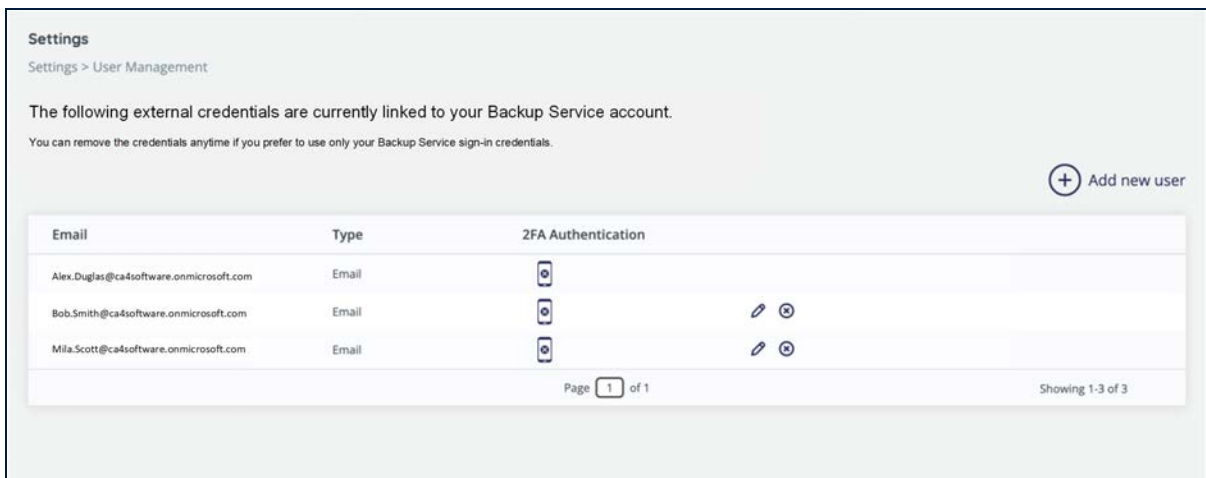 Settings
Settings > User Management
The following external credentials are currently linked to your Backup Service account.
You can remove the credentials anytime if you prefer to use only your Backup Service sign-in credentials.
Add new user
Email Type 2FA Authentication
Alex.Duglas@ca4software.onmicrosoft.com Email
Bob.Smith@ca4software.onmicrosoft.com Email
Mila.Scott@ca4software.onmicrosoft.com Email
Page 1 of 1 Showing 1-3 of 3